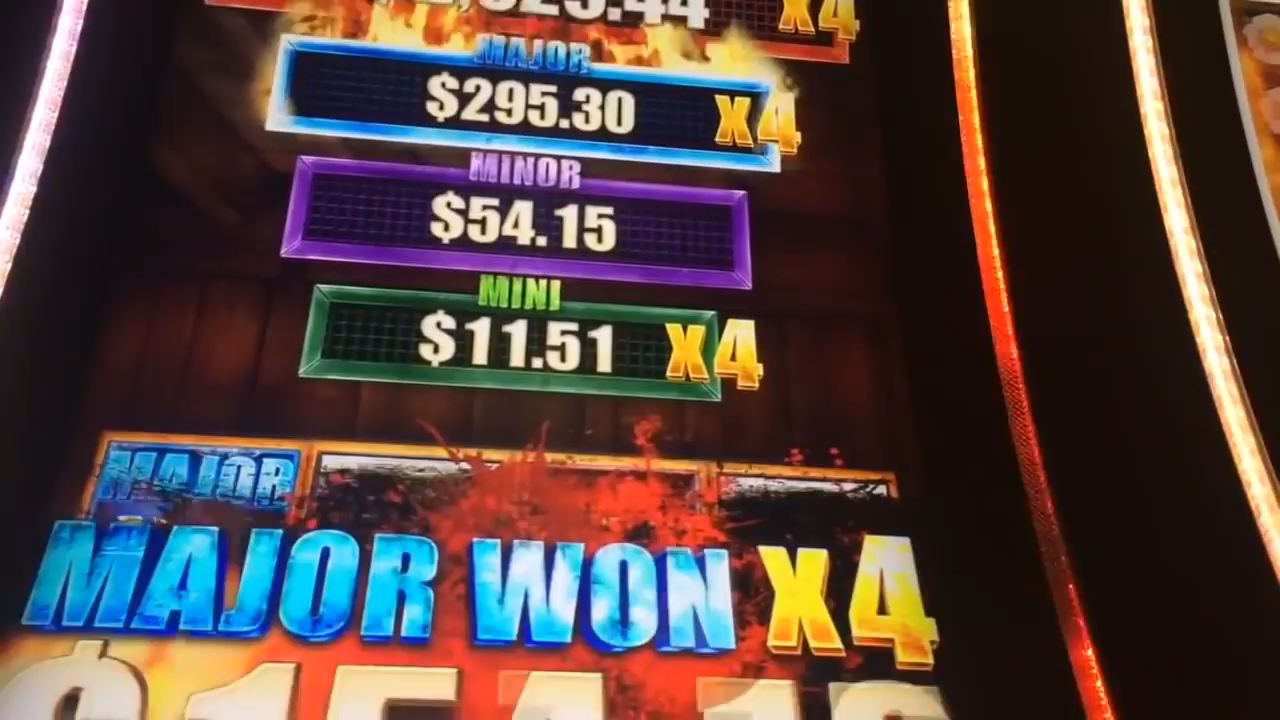 x4
MAJOR
$295.30 x4
MINOR
$54.15
MINI
$11.51 x4
MAJOR
MAJOR WON x4